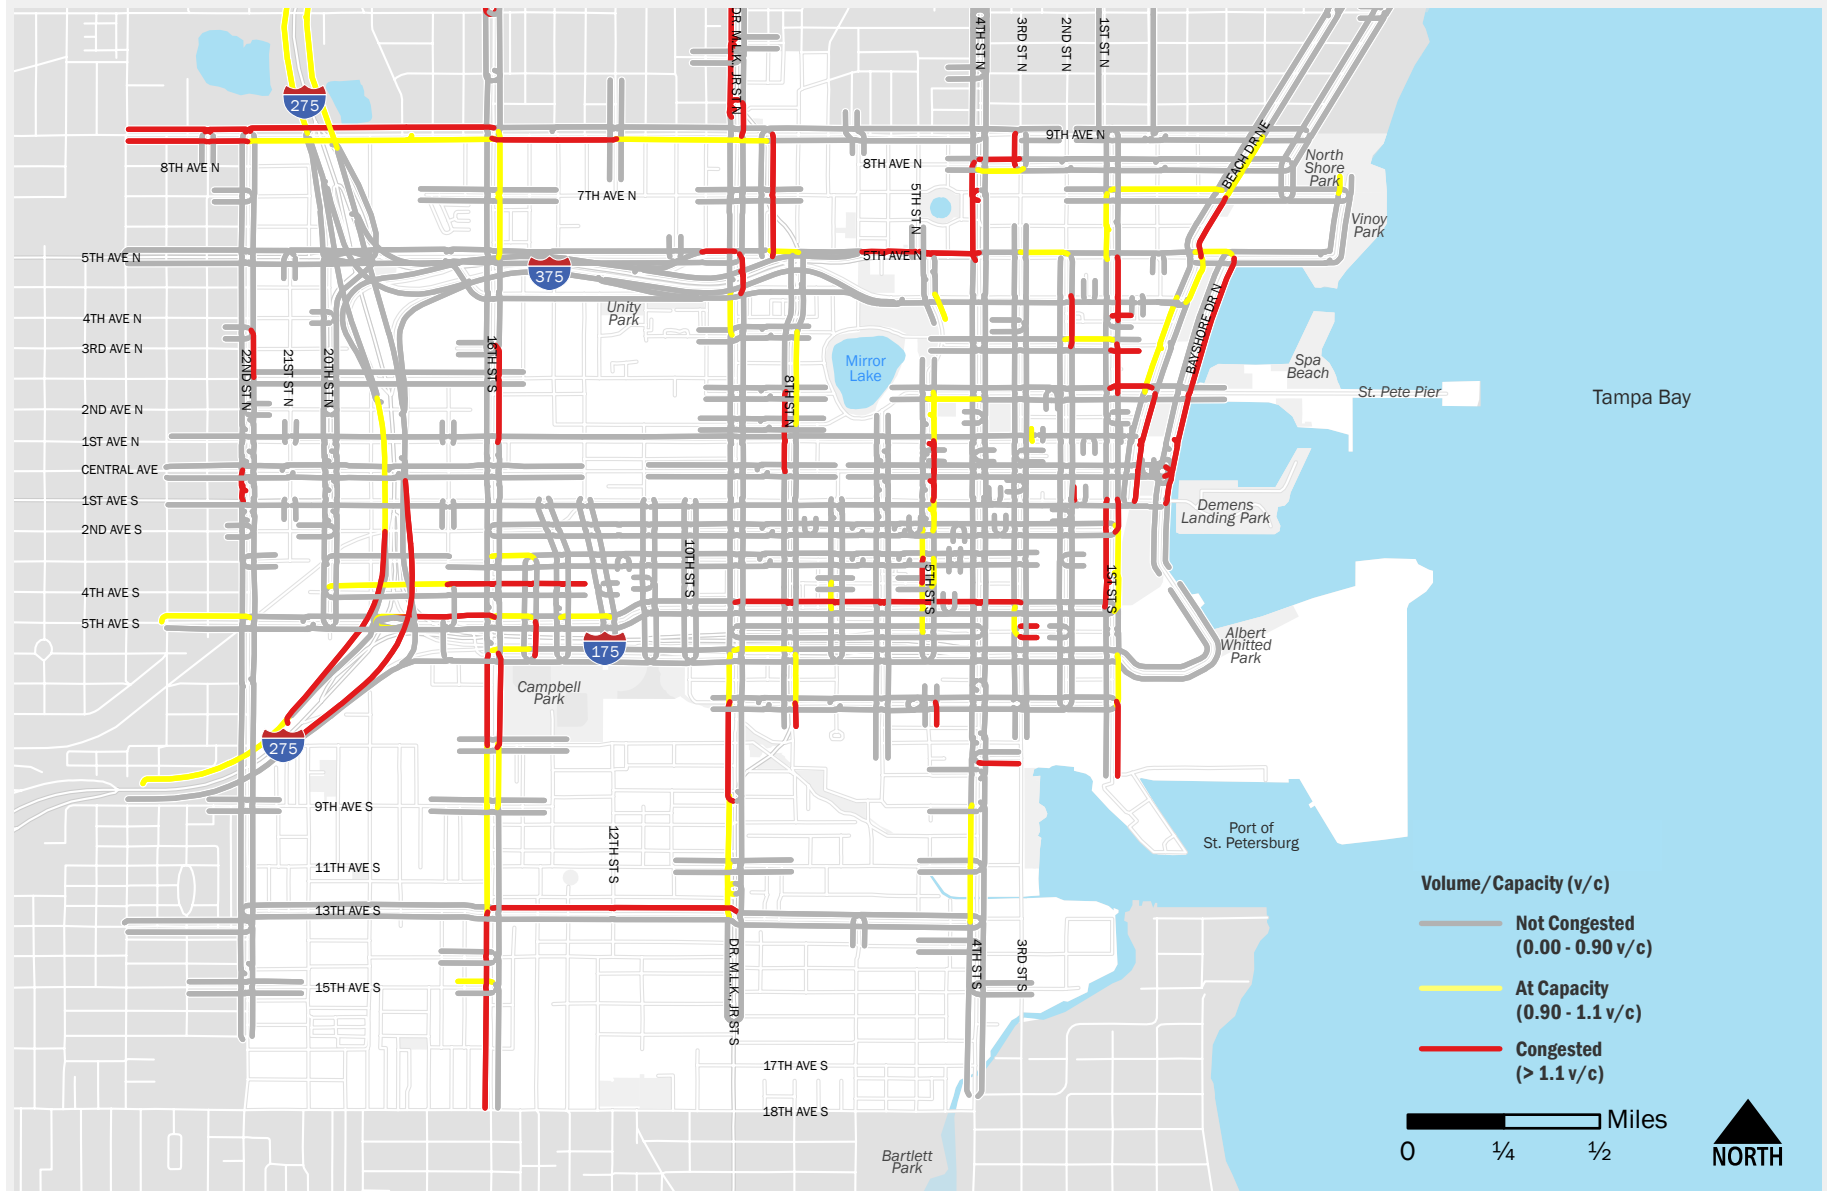 DR. M.L.K. JR ST N
4TH ST N
3RD ST N
2ND ST N
1ST ST N
275
9TH AVE N
BEACH DR NE
North
Shore
Park
8TH AVE N
8TH AVE N
7TH AVE N
5TH ST N
Vinoy
Park
5TH AVE N
5TH AVE N
375
Unity
Park
4TH AVE N
3RD AVE N
22ND ST N
21ST ST N
20TH ST N
16TH ST S
8TH ST N
Mirror
Lake
BAYSHORE DR N
Spa
Beach
St. Pete Pier
Tampa Bay
2ND AVE N
1ST AVE N
CENTRAL AVE
1ST AVE S
2ND AVE S
Demens
Landing Park
10TH ST S
5TH ST S
1ST ST S
4TH AVE S
5TH AVE S
175
Albert
Whitted
Park
Campbell
Park
275
9TH AVE S
12TH ST S
Port of
St. Petersburg
11TH AVE S
13TH AVE S
DR. M.L.K. JR ST S
4TH ST S
3RD ST S
15TH AVE S
17TH AVE S
18TH AVE S
Bartlett
Park
Volume/Capacity (v/c)
Not Congested
(0.00 - 0.90 v/c)
At Capacity
(0.90 - 1.1 v/c)
Congested
(> 1.1 v/c)
Miles
0 ¼ ½
NORTH